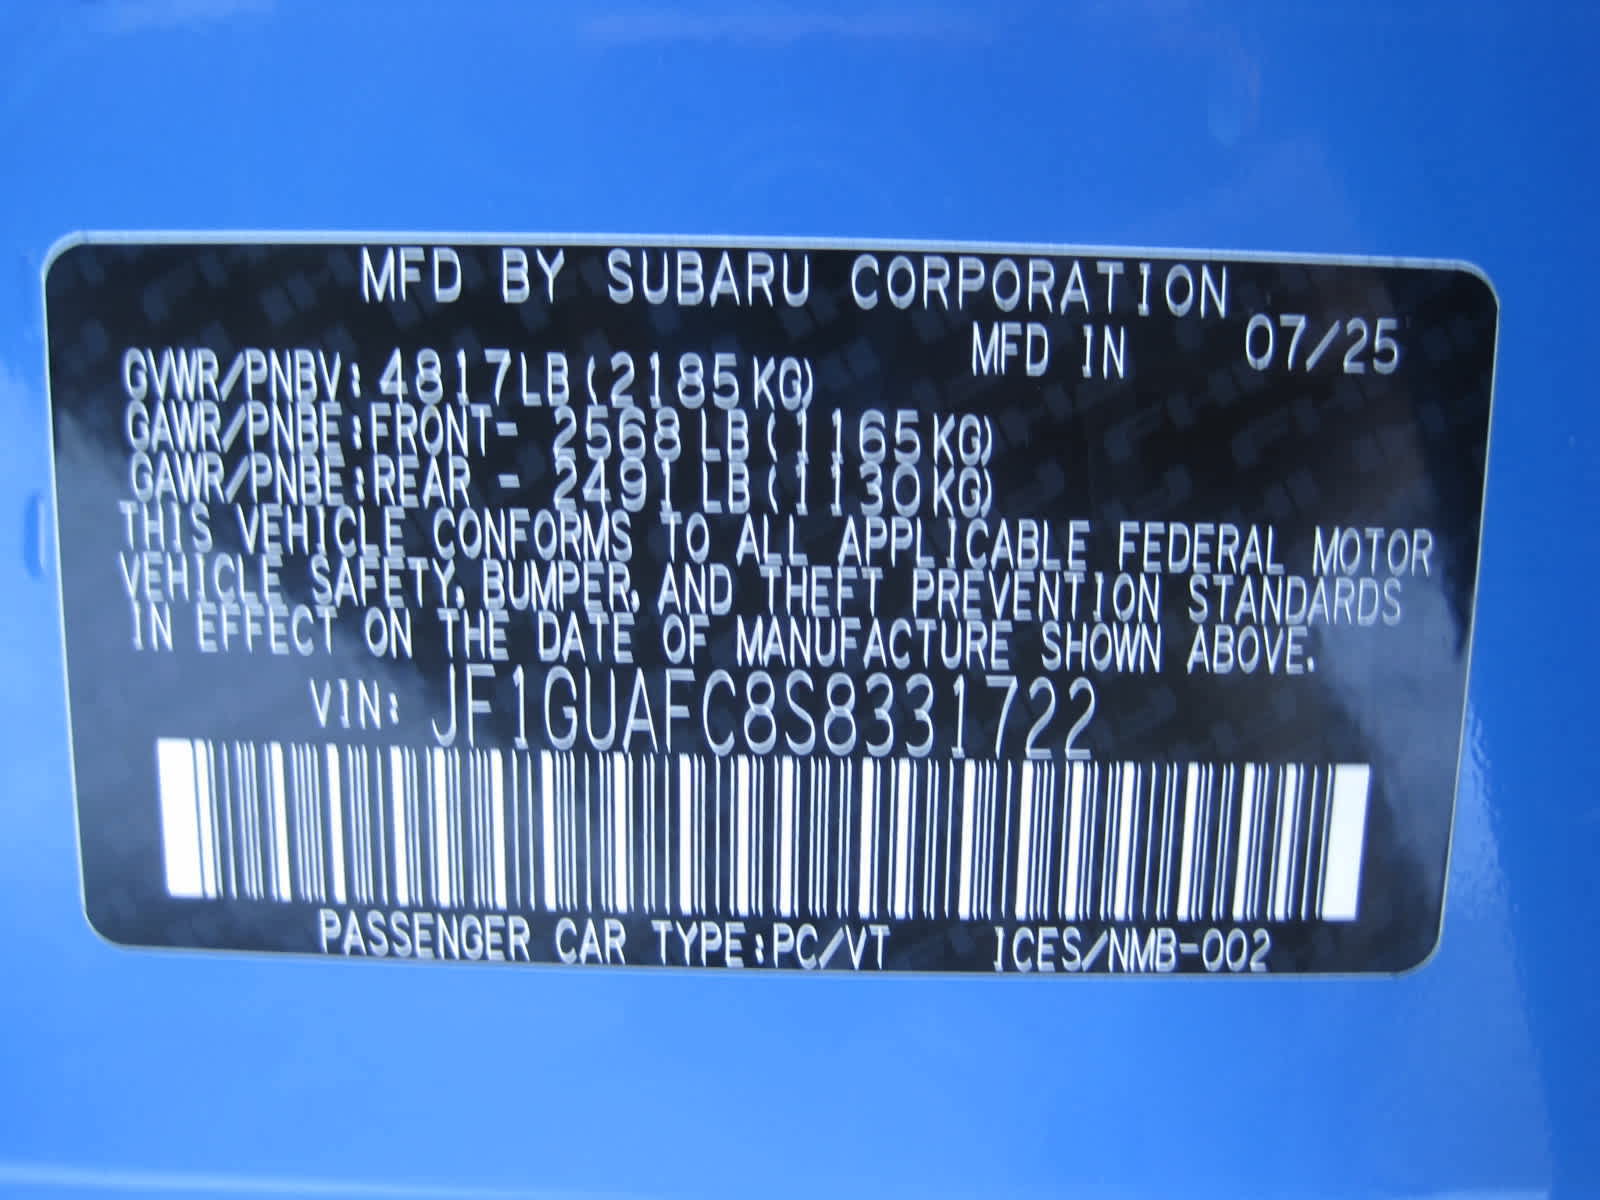 MFD BY SUBARU CORPORATION
MFD IN 07/25
GVWR/PNBV: 4817LB(2185KG)
GAWR/PNBE:FRONT- 2568LB(1165KG)
GAWR/PNBE:REAR - 2491LB(1130KG)
THIS VEHICLE CONFORMS TO ALL APPLICABLE FEDERAL MOTOR
VEHICLE SAFETY, BUMPER, AND THEFT PREVENTION STANDARDS
IN EFFECT ON THE DATE OF MANUFACTURE SHOWN ABOVE.
VIN: JF1GUAFC8S8331722
PASSENGER CAR TYPE:PC/VT ICES/NMB-002